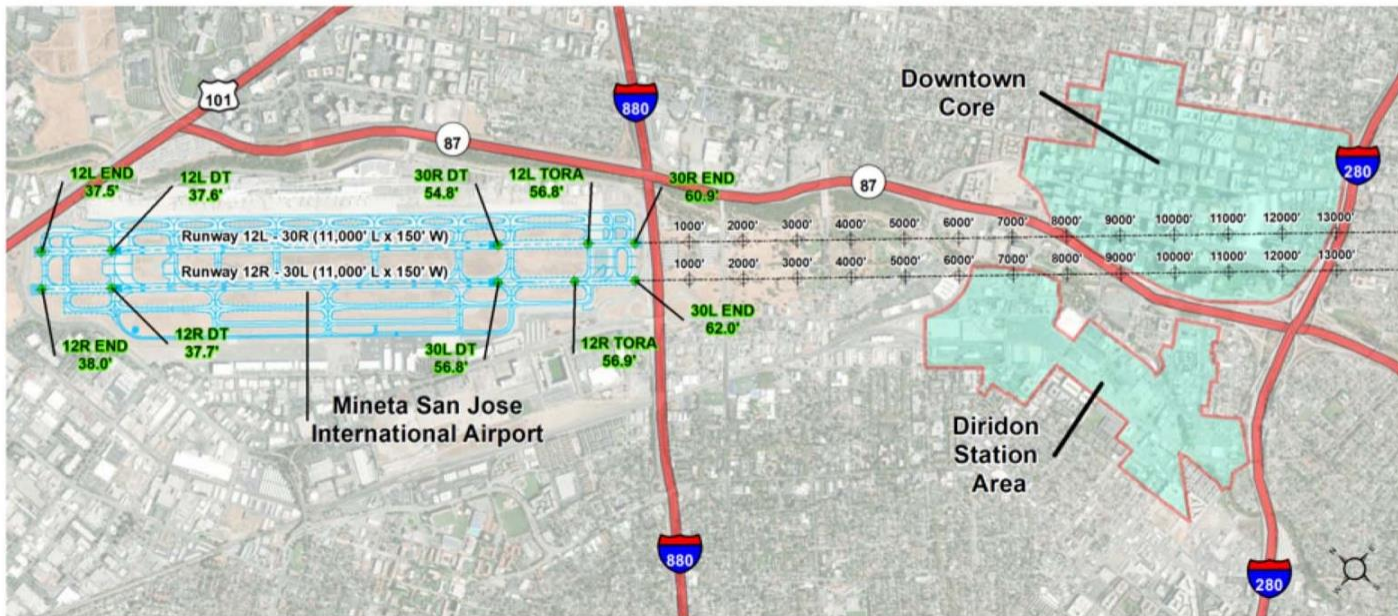 Downtown
Core
101
880
87
280
12L END
37.5'
12L DT
37.6'
30R DT
54.8'
12L TORA
56.8'
30R END
60.9'
87
Runway 12L - 30R (11,000' L x 150' W)
1000' 2000' 3000' 4000' 5000' 6000' 7000' 8000' 9000' 10000' 11000' 12000' 13000'
Runway 12R - 30L (11,000' L x 150' W)
1000' 2000' 3000' 4000' 5000' 6000' 7000' 8000' 9000' 10000' 11000' 12000' 13000'
12R END
38.0'
12R DT
37.7'
30L DT
56.8'
12R TORA
56.9'
30L END
62.0'
Mineta San Jose
International Airport
Diridon
Station
Area
880
280